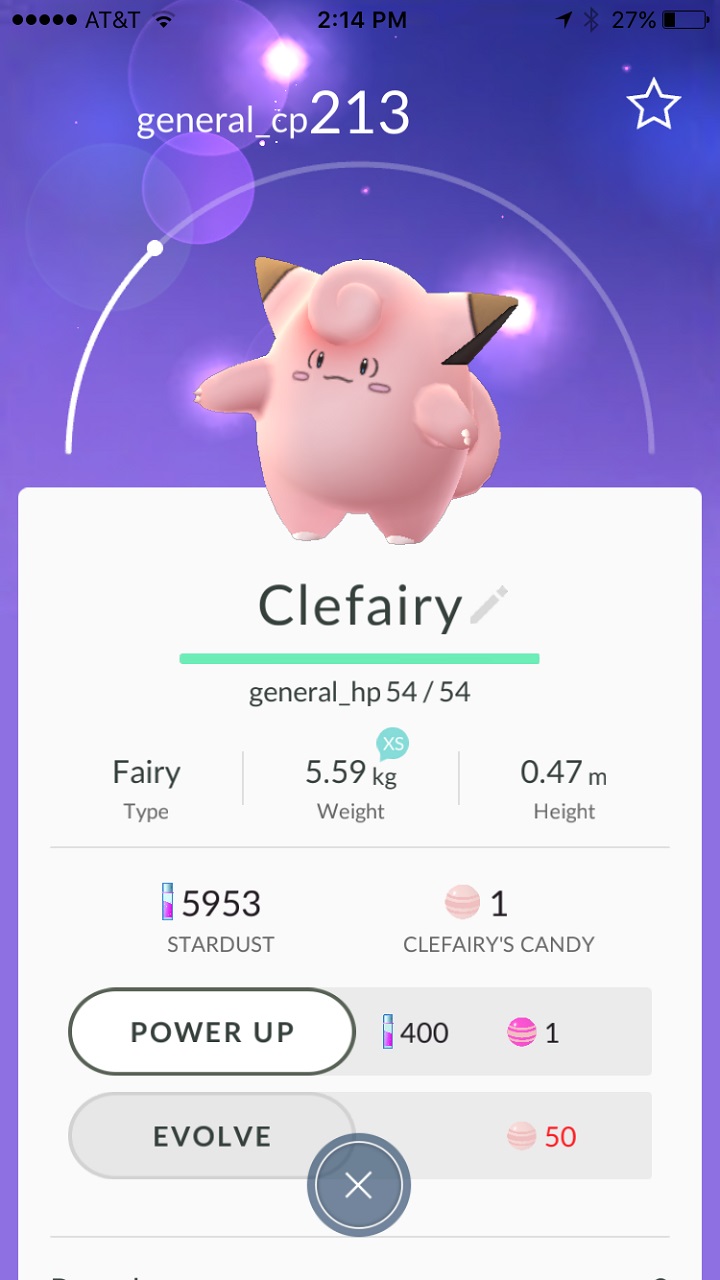 AT&T 2:14 PM 27%
general_cp213
Clefairy
general_hp 54 / 54
XS
Fairy 5.59 kg 0.47 m
Type Weight Height
5953 1
STARDUST CLEFAIRY'S CANDY
POWER UP 400 1
EVOLVE 50